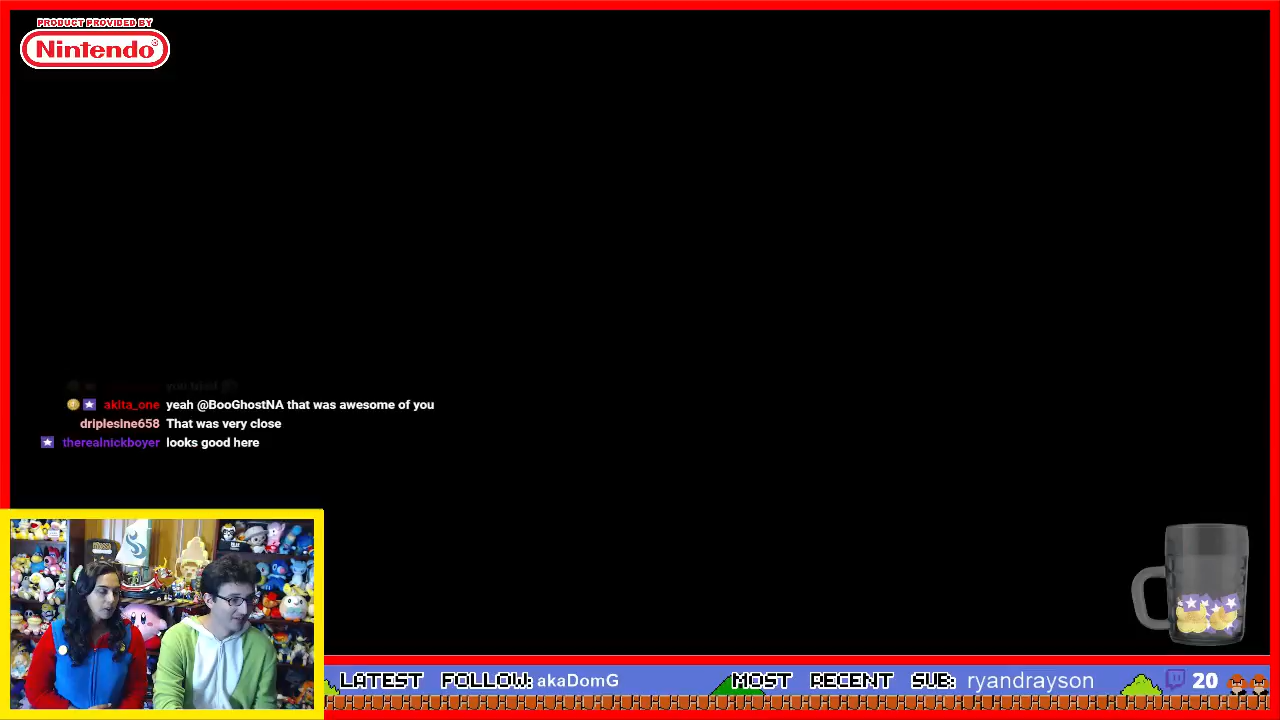 PRODUCT PROVIDED BY
Nintendo®
akita_one yeah @BooGhostNA that was awesome of you
driplesine658 That was very close
therealnickboyer looks good here
LATEST FOLLOW: akaDomG
MOST RECENT SUB: ryandrayson
20